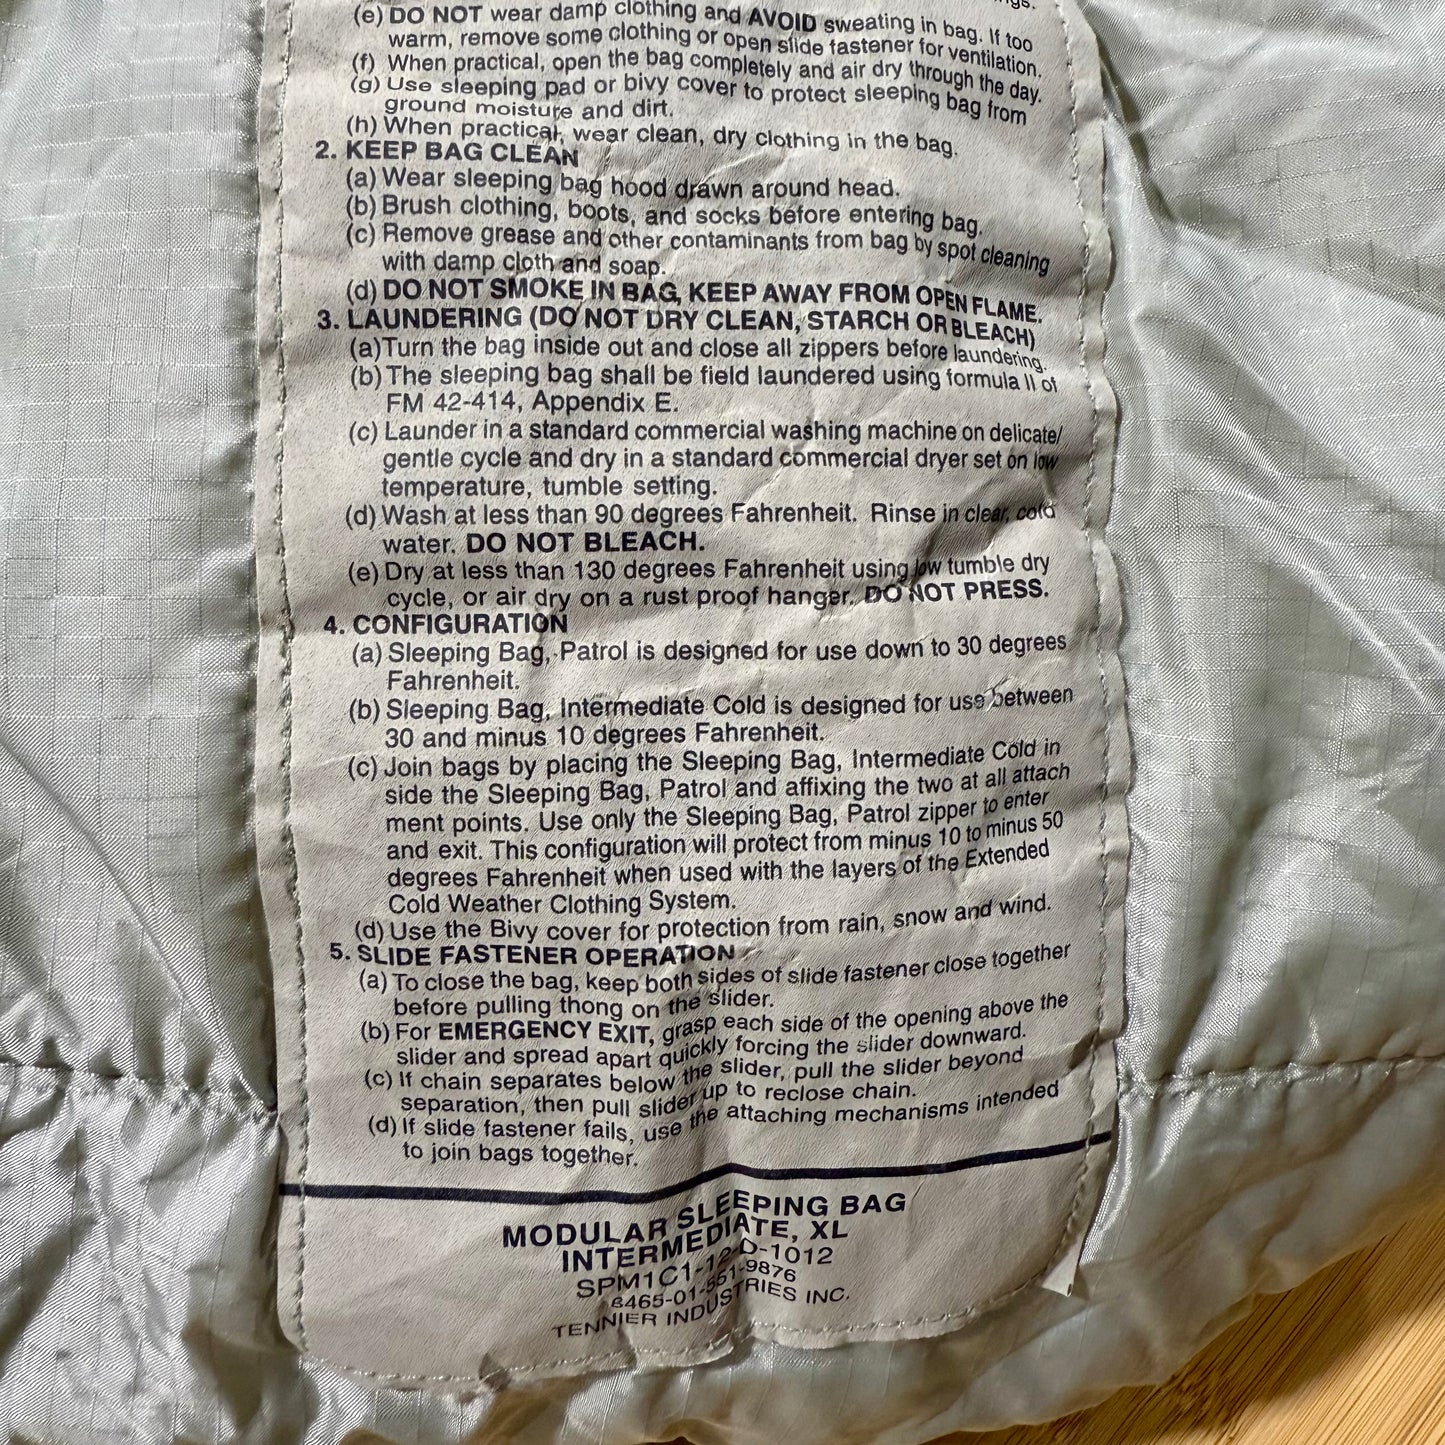 (e) DO NOT wear damp clothing and AVOID sweating in bag. If too
warm, remove some clothing or open slide fastener for ventilation.
(f) When practical, open the bag completely and air dry through the day.
(g) Use sleeping pad or bivy cover to protect sleeping bag from
ground moisture and dirt.
(h) When practical, wear clean, dry clothing in the bag.
2. KEEP BAG CLEAN
(a) Wear sleeping bag hood drawn around head.
(b) Brush clothing, boots, and socks before entering bag.
(c) Remove grease and other contaminants from bag by spot cleaning
with damp cloth and soap.
(d) DO NOT SMOKE IN BAG, KEEP AWAY FROM OPEN FLAME.
3. LAUNDERING (DO NOT DRY CLEAN, STARCH OR BLEACH)
(a) Turn the bag inside out and close all zippers before laundering.
(b) The sleeping bag shall be field laundered using formula II of
FM 42-414, Appendix E.
(c) Launder in a standard commercial washing machine on delicate/
gentle cycle and dry in a standard commercial dryer set on low
temperature, tumble setting.
(d) Wash at less than 90 degrees Fahrenheit. Rinse in clear, cold
water. DO NOT BLEACH.
(e) Dry at less than 130 degrees Fahrenheit using low tumble dry
cycle, or air dry on a rust proof hanger. DO NOT PRESS.
4. CONFIGURATION
(a) Sleeping Bag, Patrol is designed for use down to 30 degrees
Fahrenheit.
(b) Sleeping Bag, Intermediate Cold is designed for use between
30 and minus 10 degrees Fahrenheit.
(c) Join bags by placing the Sleeping Bag, Intermediate Cold in
side the Sleeping Bag, Patrol and affixing the two at all attach
ment points. Use only the Sleeping Bag, Patrol zipper to enter
and exit. This configuration will protect from minus 10 to minus 50
degrees Fahrenheit when used with the layers of the Extended
Cold Weather Clothing System.
(d) Use the Bivy cover for protection from rain, snow and wind.
5. SLIDE FASTENER OPERATION
(a) To close the bag, keep both sides of slide fastener close together
before pulling thong on the slider.
(b) For EMERGENCY EXIT, grasp each side of the opening above the
slider and spread apart quickly forcing the slider downward.
(c) If chain separates below the slider, pull the slider beyond
separation, then pull slider up to reclose chain.
(d) If slide fastener fails, use the attaching mechanisms intended
to join bags together.
MODULAR SLEEPING BAG
INTERMEDIATE, XL
SPM1C1-12-D-1012
8465-01-551-9876
TENNIER INDUSTRIES INC.